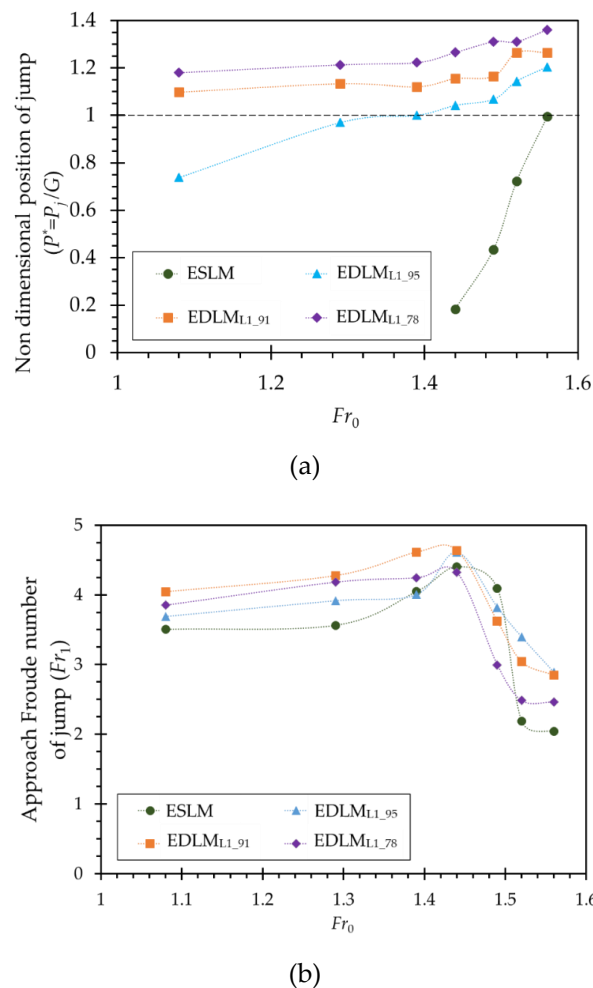 1.4
1.2
1
0.8
0.6
0.4
0.2
0
Non dimensional position of jump
(P*=Pj/G)
ESLM
EDLML1_95
EDLML1_91
EDLML1_78
1
1.2
1.4
1.6
Fr0
(a)
5
4
3
2
1
0
Approach Froude number
of jump (Fr1)
ESLM
EDLML1_95
EDLML1_91
EDLML1_78
1
1.1
1.2
1.3
1.4
1.5
1.6
Fr0
(b)